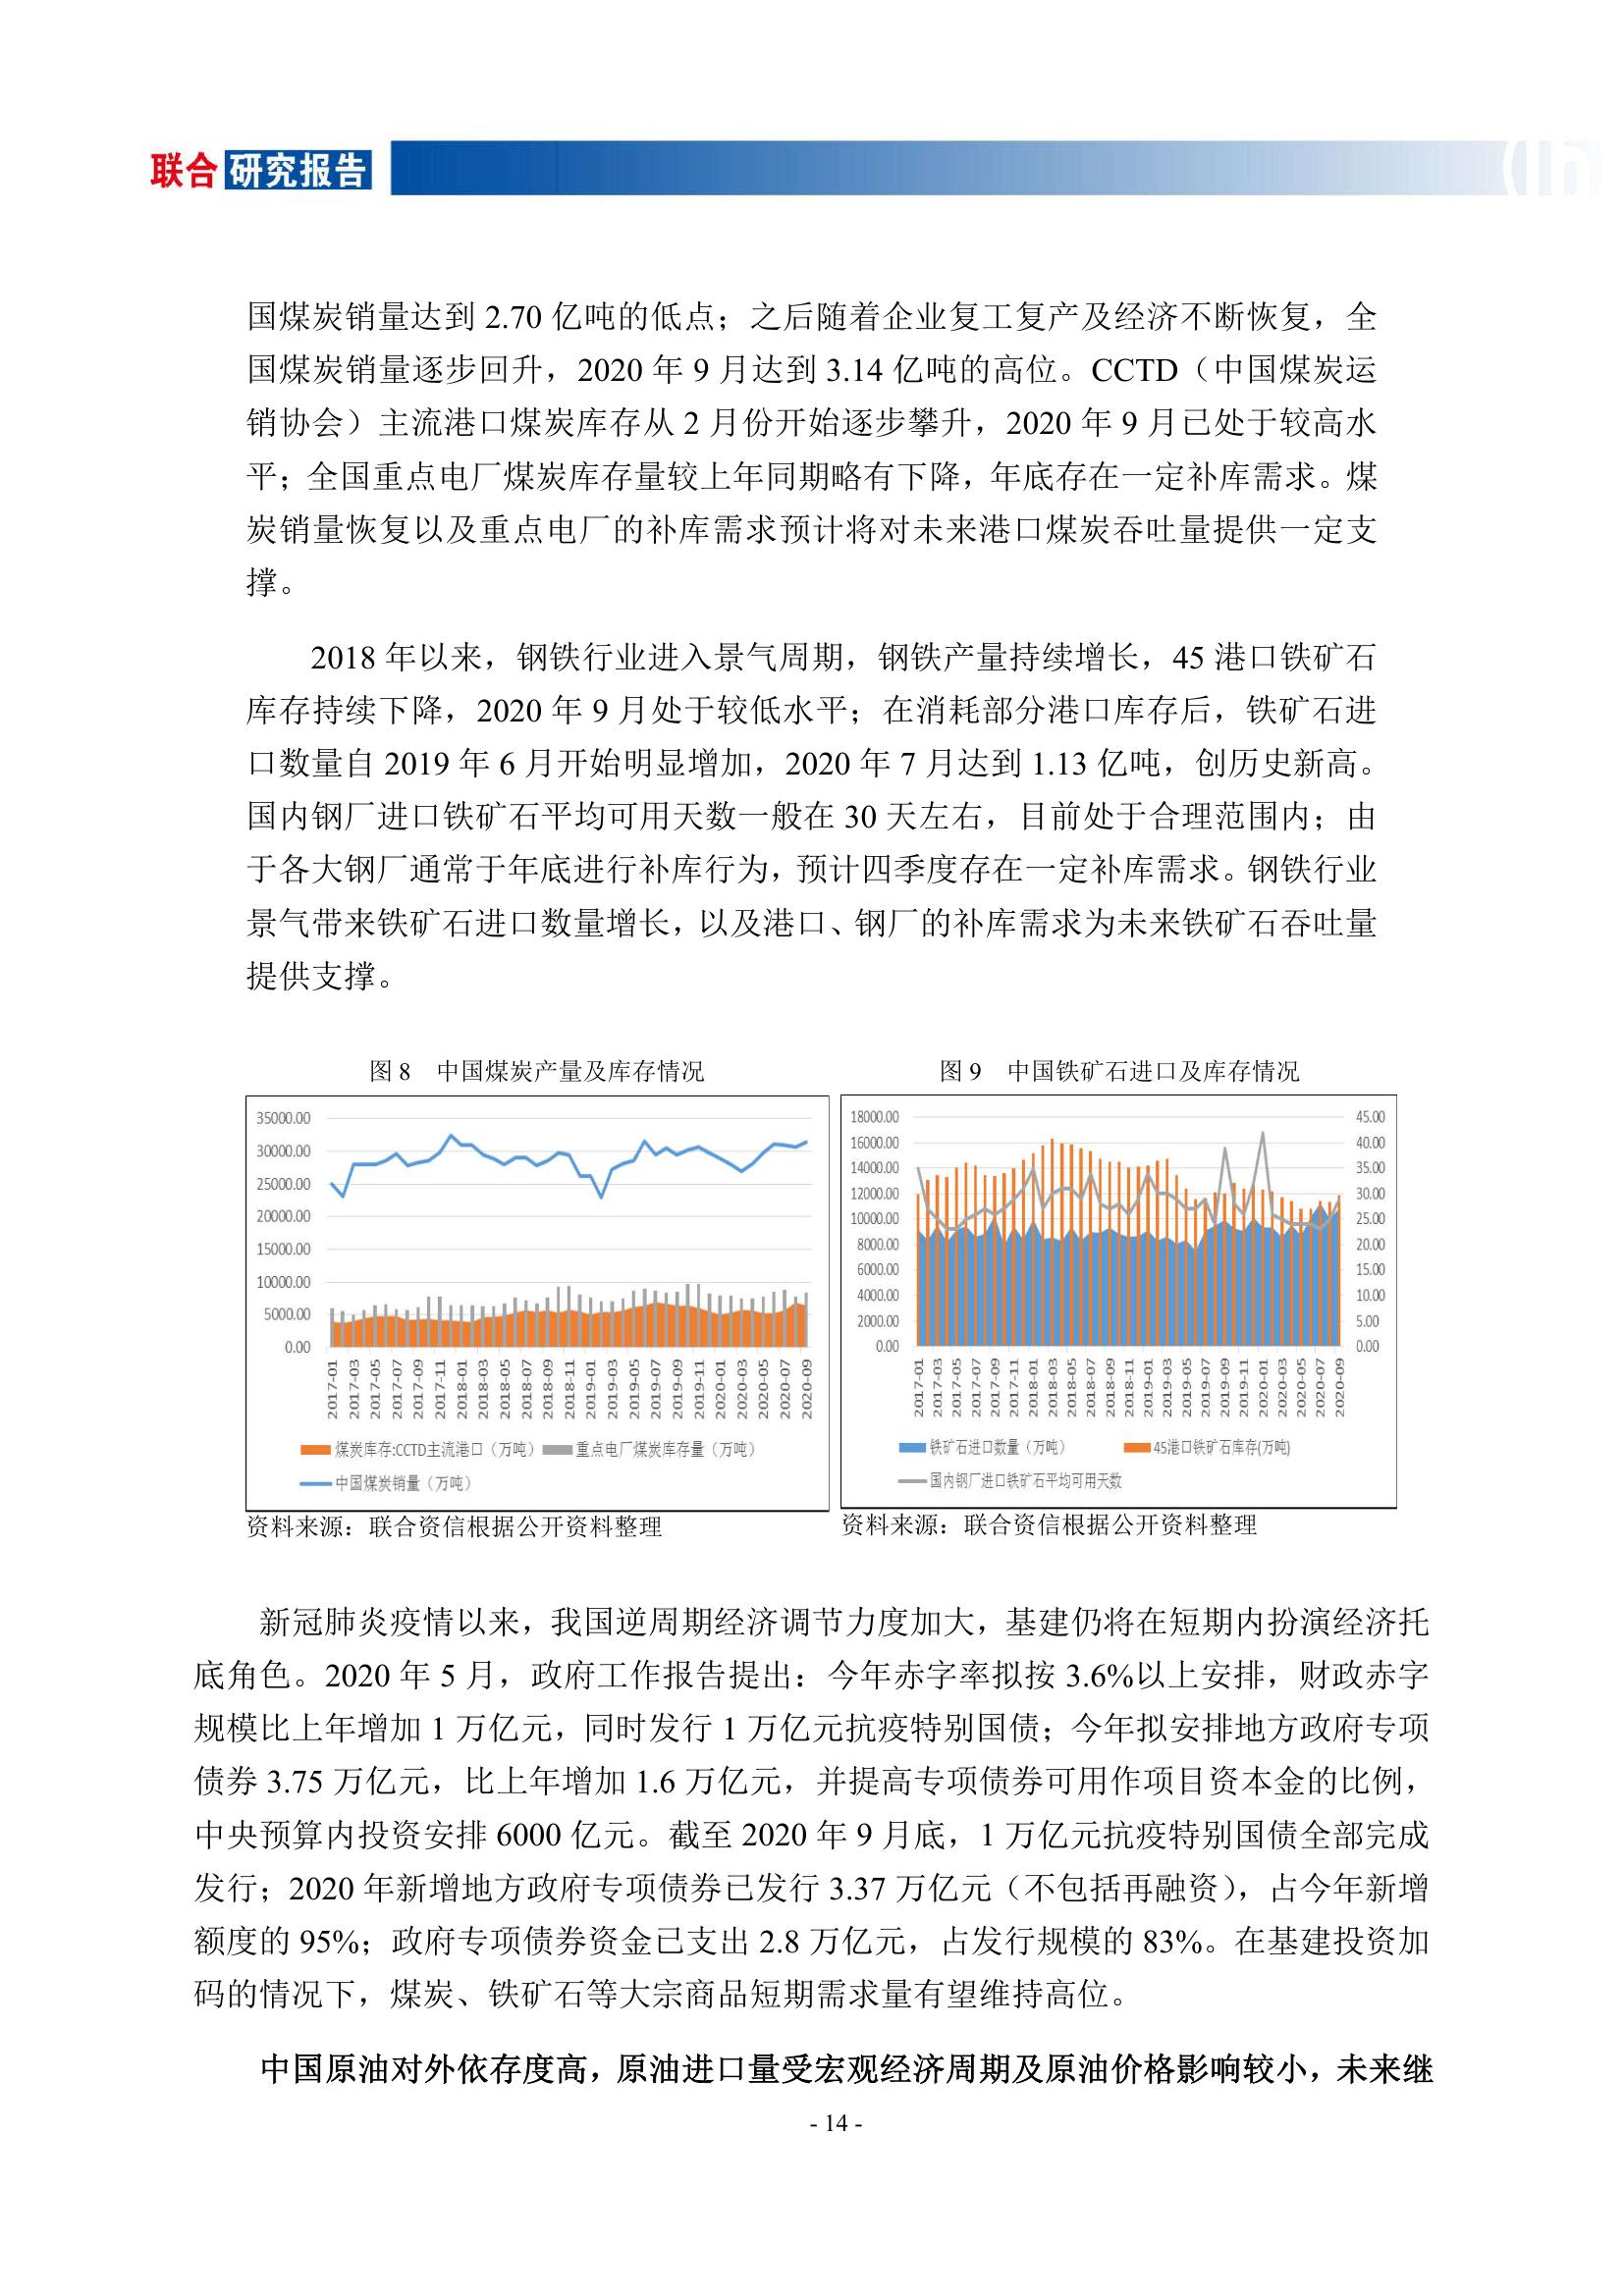 联合 研究报告
国煤炭销量达到 2.70 亿吨的低点；之后随着企业复工复产及经济不断恢复，全
国煤炭销量逐步回升，2020 年 9 月达到 3.14 亿吨的高位。CCTD（中国煤炭运
销协会）主流港口煤炭库存从 2 月份开始逐步攀升，2020 年 9 月已处于较高水
平；全国重点电厂煤炭库存量较上年同期略有下降，年底存在一定补库需求。煤
炭销量恢复以及重点电厂的补库需求预计将对未来港口煤炭吞吐量提供一定支
撑。
2018 年以来，钢铁行业进入景气周期，钢铁产量持续增长，45 港口铁矿石
库存持续下降，2020 年 9 月处于较低水平；在消耗部分港口库存后，铁矿石进
口数量自 2019 年 6 月开始明显增加，2020 年 7 月达到 1.13 亿吨，创历史新高。
国内钢厂进口铁矿石平均可用天数一般在 30 天左右，目前处于合理范围内；由
于各大钢厂通常于年底进行补库行为，预计四季度存在一定补库需求。钢铁行业
景气带来铁矿石进口数量增长，以及港口、钢厂的补库需求为未来铁矿石吞吐量
提供支撑。
图 8 中国煤炭产量及库存情况
35000.00
30000.00
25000.00
20000.00
15000.00
10000.00
5000.00
0.00
2017-01
2017-03
2017-05
2017-07
2017-09
2017-11
2018-01
2018-03
2018-05
2018-07
2018-09
2018-11
2019-01
2019-03
2019-05
2019-07
2019-09
2019-11
2020-01
2020-03
2020-05
2020-07
2020-09
煤炭库存:CCTD主流港口（万吨） 重点电厂煤炭库存量（万吨）
中国煤炭销量（万吨）
资料来源：联合资信根据公开资料整理
图 9 中国铁矿石进口及库存情况
18000.00
16000.00
14000.00
12000.00
10000.00
8000.00
6000.00
4000.00
2000.00
0.00
45.00
40.00
35.00
30.00
25.00
20.00
15.00
10.00
5.00
0.00
2017-01
2017-03
2017-05
2017-07
2017-09
2017-11
2018-01
2018-03
2018-05
2018-07
2018-09
2018-11
2019-01
2019-03
2019-05
2019-07
2019-09
2019-11
2020-01
2020-03
2020-05
2020-07
2020-09
铁矿石进口数量（万吨） 45港口铁矿石库存(万吨)
国内钢厂进口铁矿石平均可用天数
资料来源：联合资信根据公开资料整理
新冠肺炎疫情以来，我国逆周期经济调节力度加大，基建仍将在短期内扮演经济托
底角色。2020 年 5 月，政府工作报告提出：今年赤字率拟按 3.6%以上安排，财政赤字
规模比上年增加 1 万亿元，同时发行 1 万亿元抗疫特别国债；今年拟安排地方政府专项
债券 3.75 万亿元，比上年增加 1.6 万亿元，并提高专项债券可用作项目资本金的比例，
中央预算内投资安排 6000 亿元。截至 2020 年 9 月底，1 万亿元抗疫特别国债全部完成
发行；2020 年新增地方政府专项债券已发行 3.37 万亿元（不包括再融资），占今年新增
额度的 95%；政府专项债券资金已支出 2.8 万亿元，占发行规模的 83%。在基建投资加
码的情况下，煤炭、铁矿石等大宗商品短期需求量有望维持高位。
中国原油对外依存度高，原油进口量受宏观经济周期及原油价格影响较小，未来继
- 14 -